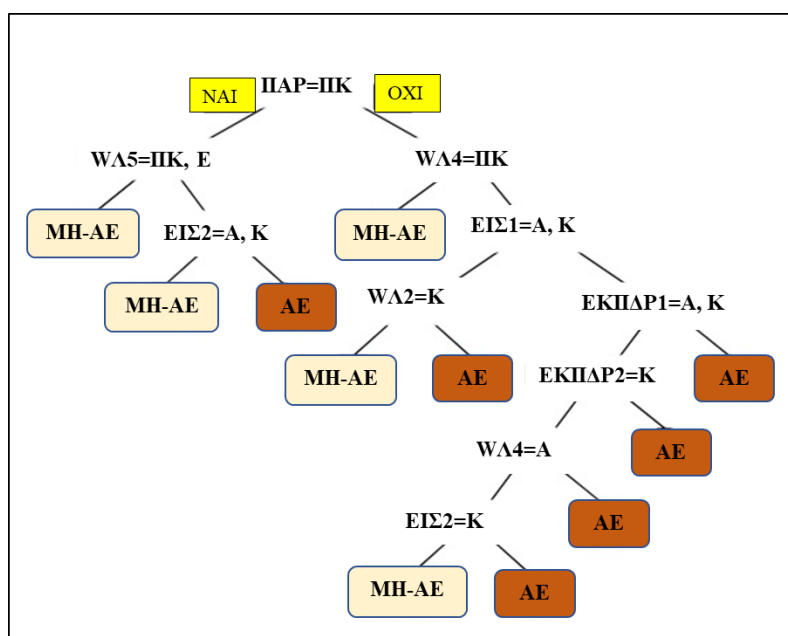 ΝΑΙ ΠΑΡ=ΠΚ ΟΧΙ
WΛ5=ΠΚ, Ε WΛ4=ΠΚ
ΜΗ-ΑΕ ΕΙΣ2=Α, Κ ΜΗ-ΑΕ ΕΙΣ1=Α, Κ
ΜΗ-ΑΕ ΑΕ WΛ2=Κ ΕΚΠΔΡ1=Α, Κ
ΜΗ-ΑΕ ΑΕ ΕΚΠΔΡ2=Κ ΑΕ
WΛ4=Α ΑΕ
ΕΙΣ2=Κ ΑΕ
ΜΗ-ΑΕ ΑΕ